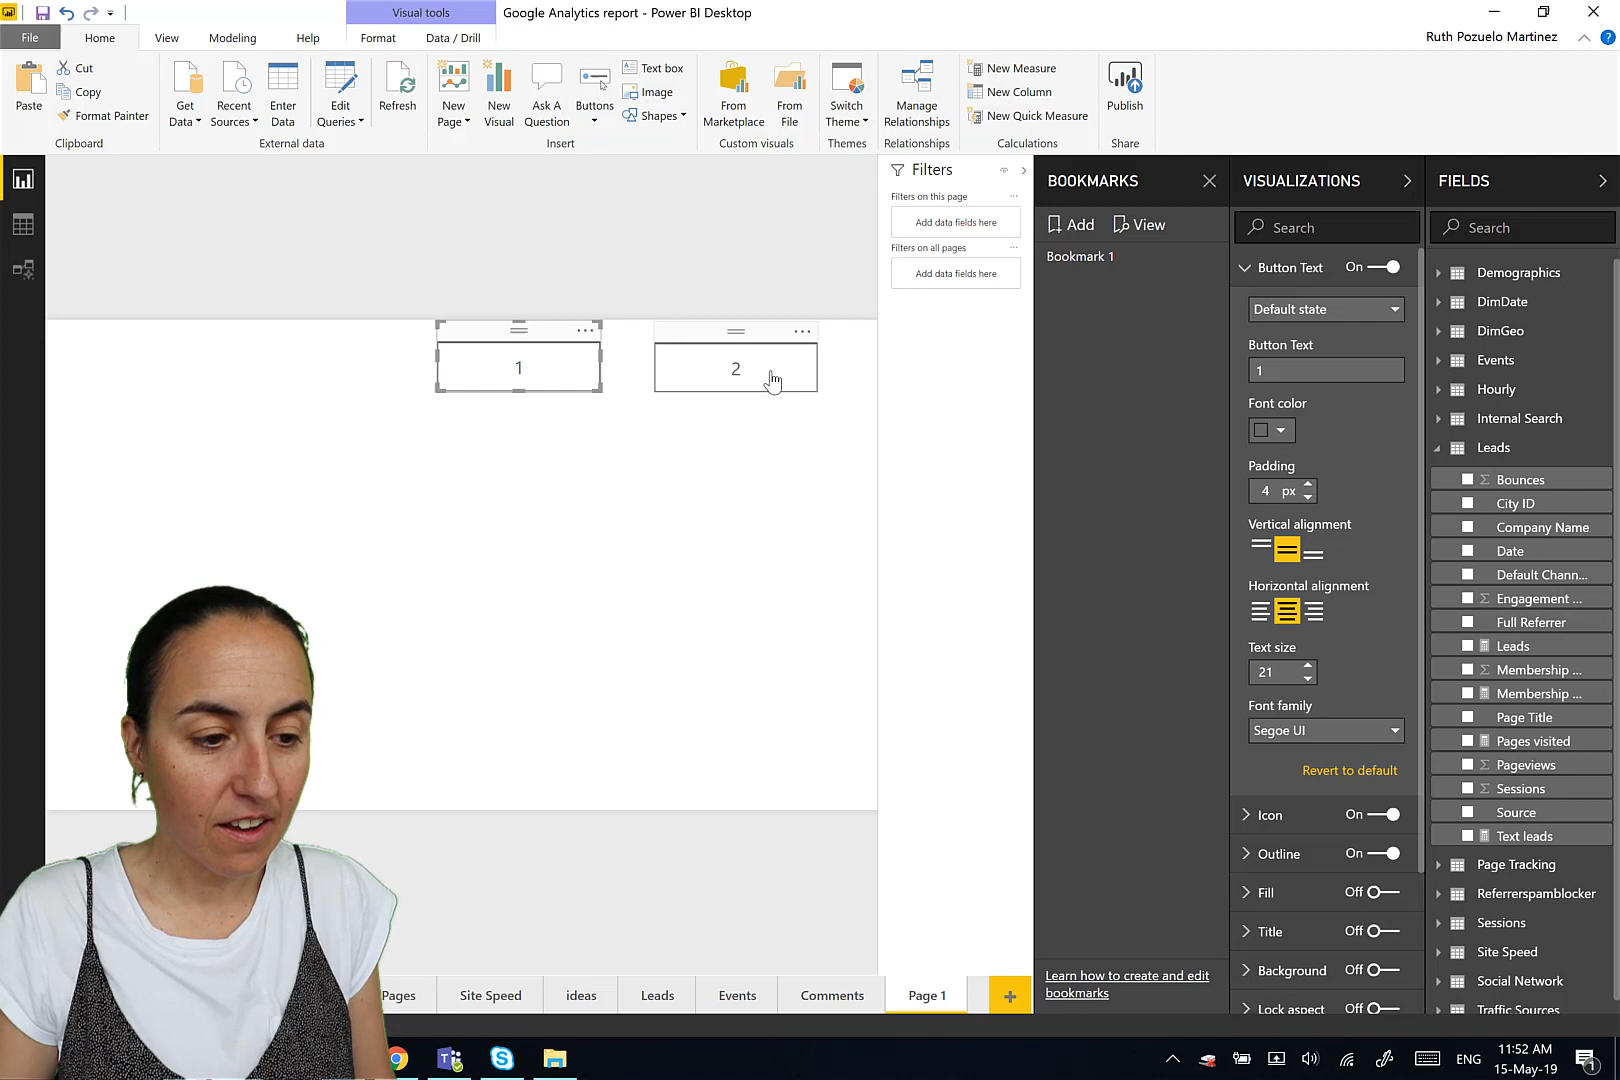 Visual tools
Google Analytics report - Power BI Desktop
File
Home
View
Modeling
Help
Format
Data / Drill
Ruth Pozuelo Martinez
?
Paste
Cut
Copy
Format Painter
Clipboard
Get Data
Recent Sources
Enter Data
Edit Queries
Refresh
External data
New Page
New Visual
Ask A Question
Buttons
Text box
Image
Shapes
Insert
From Marketplace
From File
Custom visuals
Switch Theme
Themes
Manage Relationships
Relationships
New Measure
New Column
New Quick Measure
Calculations
Publish
Share
1
2
Filters
Filters on this page
Add data fields here
Filters on all pages
Add data fields here
BOOKMARKS
Add
View
Bookmark 1
Learn how to create and edit
bookmarks
VISUALIZATIONS
Search
Button Text On
Default state
Button Text
1
Font color
Padding
4 px
Vertical alignment
Horizontal alignment
Text size
21
Font family
Segoe UI
Revert to default
Icon On
Outline On
Fill Off
Title Off
Background Off
Lock aspect Off
FIELDS
Search
Demographics
DimDate
DimGeo
Events
Hourly
Internal Search
Leads
Bounces
City ID
Company Name
Date
Default Chann...
Engagement ...
Full Referrer
Leads
Membership ...
Membership ...
Page Title
Pages visited
Pageviews
Sessions
Source
Text leads
Page Tracking
Referrerspamblocker
Sessions
Site Speed
Social Network
Traffic Sources
Pages
Site Speed
ideas
Leads
Events
Comments
Page 1
+
ENG
11:52 AM
15-May-19
1